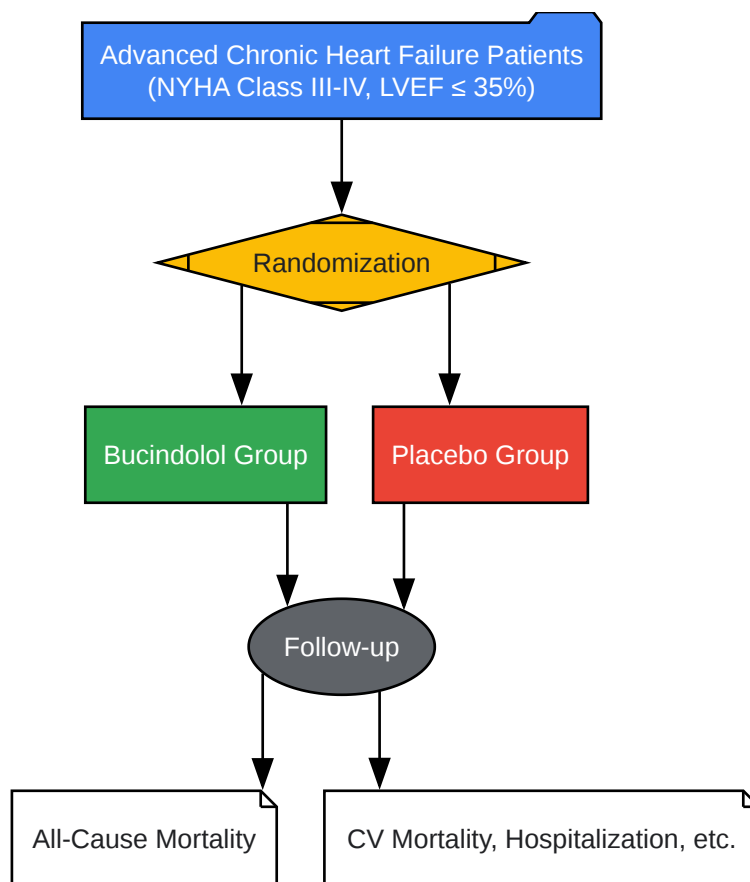 Advanced Chronic Heart Failure Patients
(NYHA Class III-IV, LVEF ≤ 35%)
Randomization
Bucindolol Group
Placebo Group
Follow-up
All-Cause Mortality
CV Mortality, Hospitalization, etc.